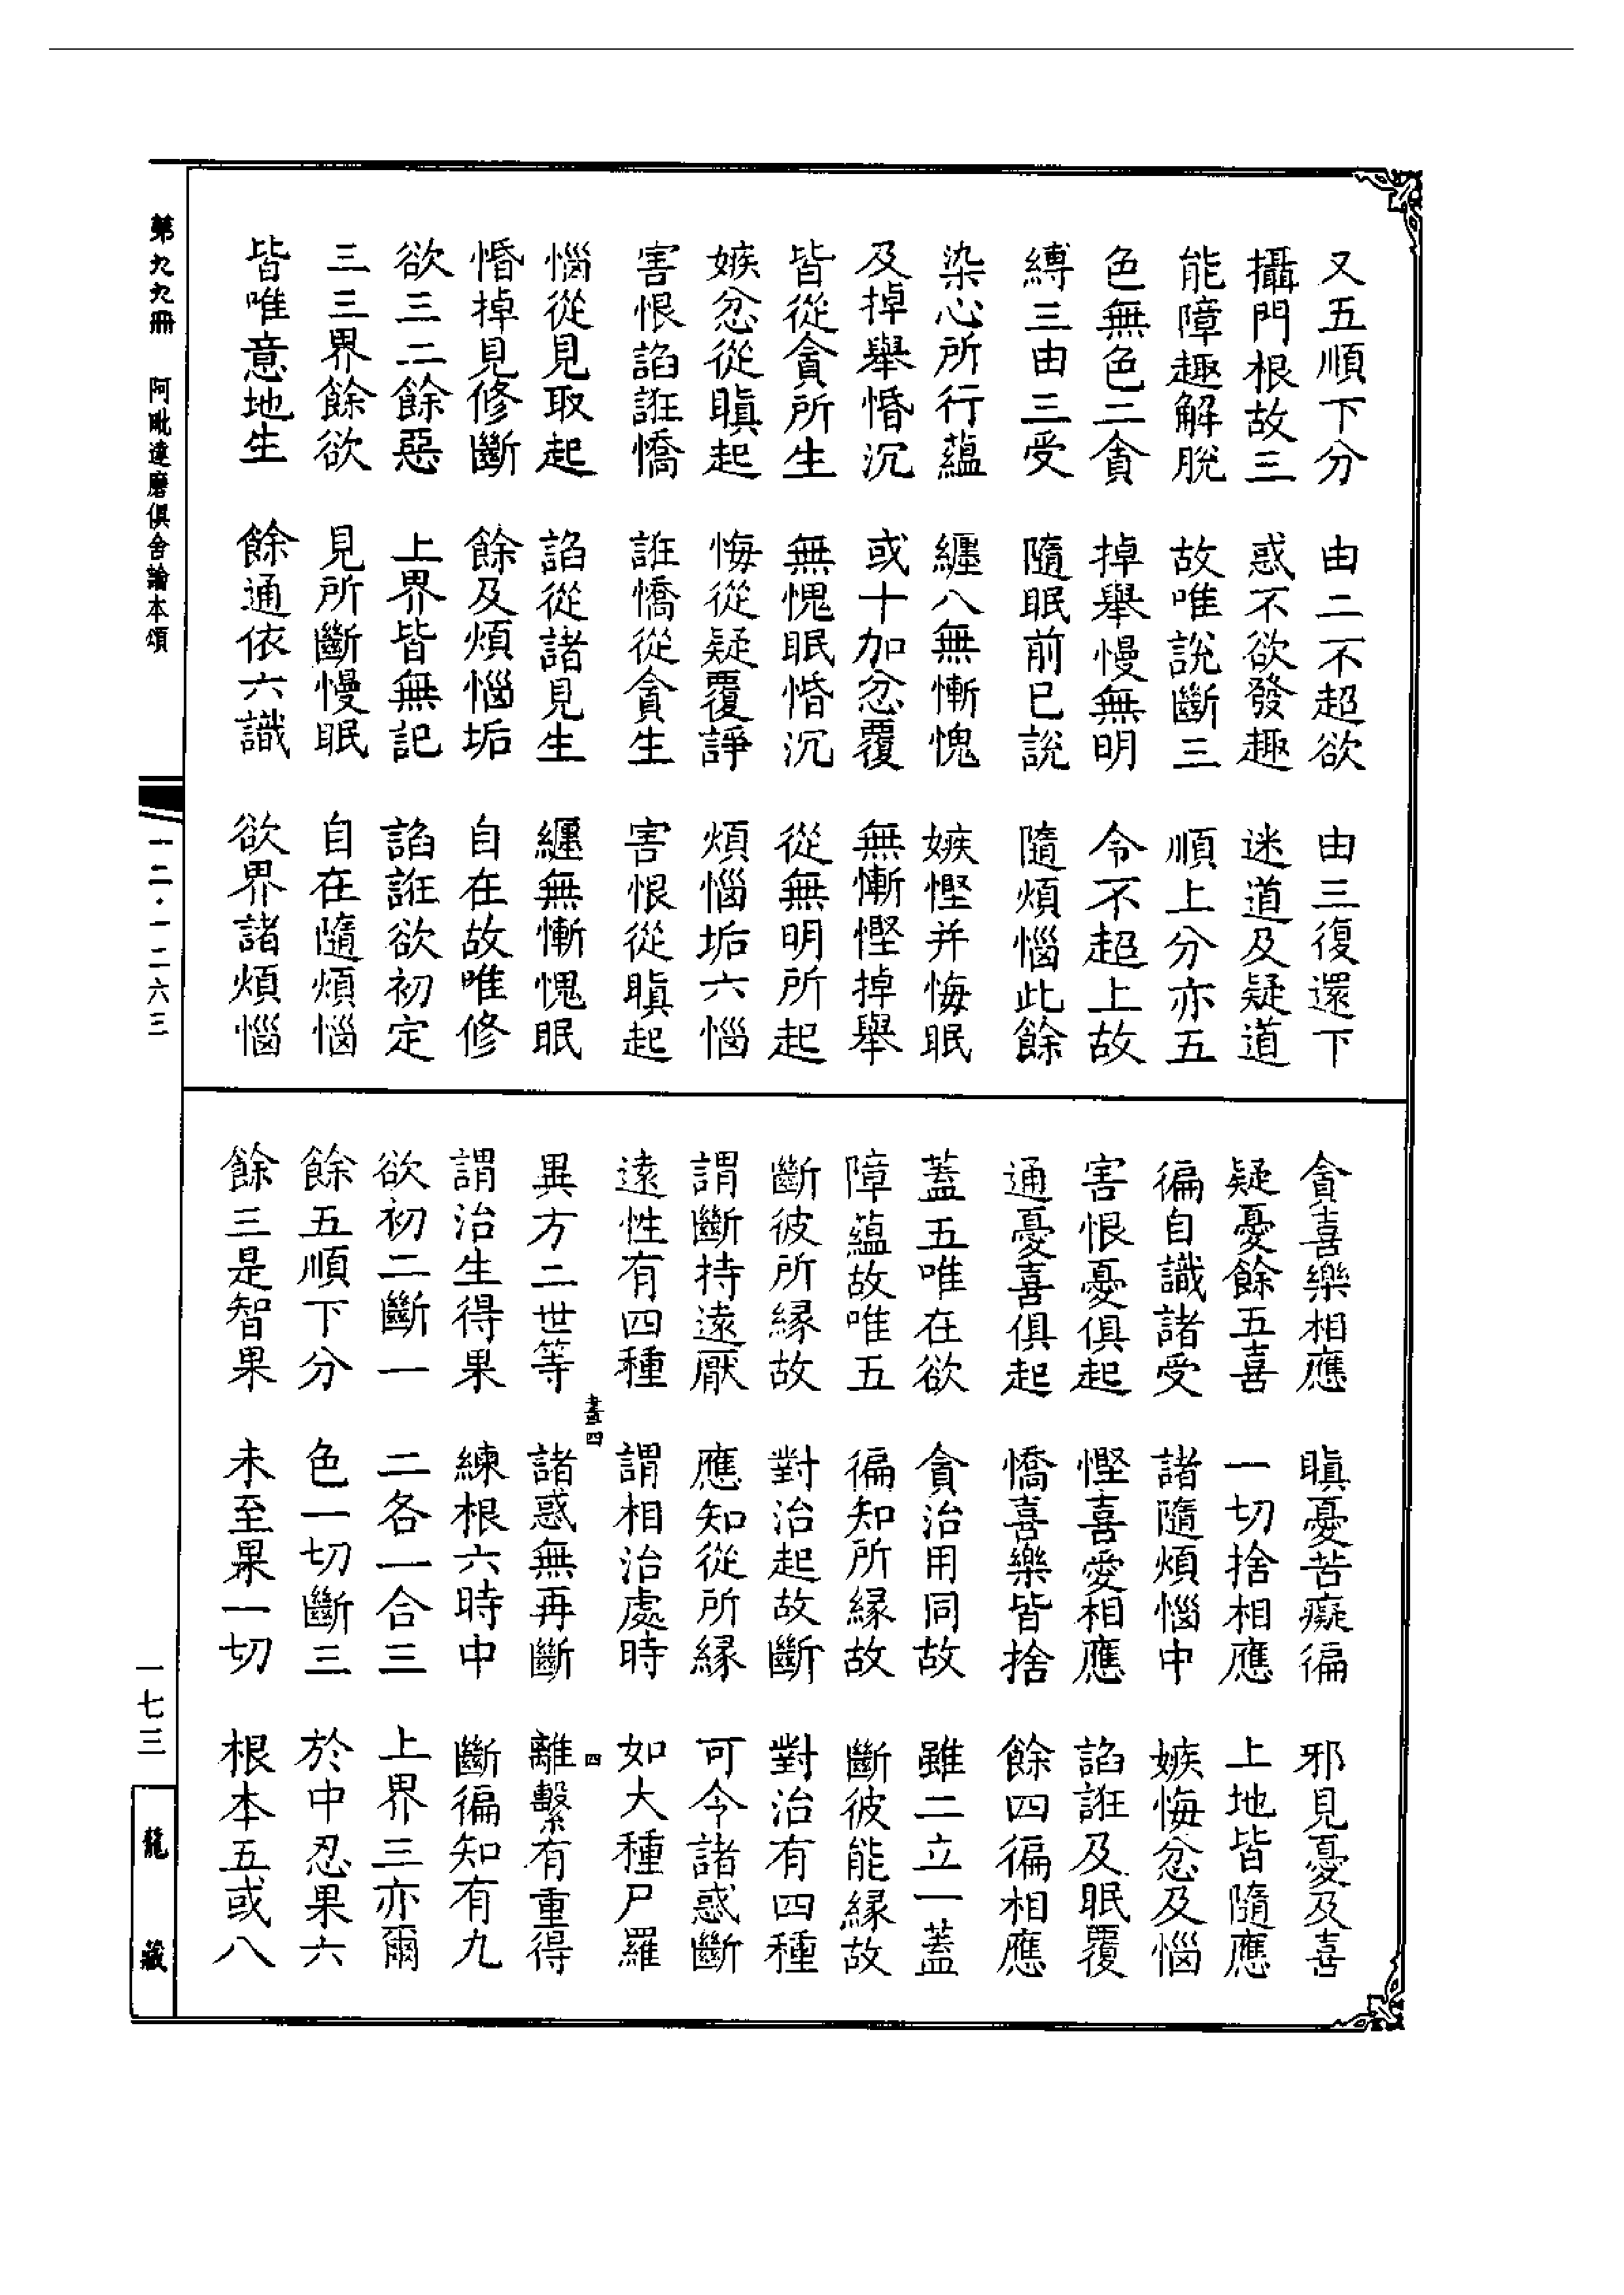 又五順下分　由二不超欲　由三復還下
攝門根故三　惑不欲發趣　迷道及疑道
能障趣解脫　故唯說斷三　順上分亦五
色無色二貪　掉舉慢無明　令不超上故
縛三由三受　隨眠前已說　隨煩惱此餘
染心所行蘊　纏八無慚愧　嫉慳并悔眠
及掉舉惛沉　或十加忿覆　無慚慳掉舉
皆從貪所生　無愧眠惛沉　從無明所起
嫉忿從瞋起　悔從疑覆諍　煩惱垢六惱
害恨諂誑憍　誑憍從貪生　害恨從瞋起
惱從見取起　諂從諸見生　纏無慚愧眠
惛掉見修斷　餘及煩惱垢　自在故唯修
欲三二餘惡　上界皆無記　諂誑欲初定
三三界餘欲　見所斷慢眠　自在隨煩惱
皆唯意地生　餘通依六識　欲界諸煩惱
貪喜樂相應　瞋憂苦癡徧　邪見憂及喜
疑憂餘五喜　一切捨相應　上地皆隨應
徧自識諸受　諸隨煩惱中　嫉悔忿及惱
害恨憂俱起　慳喜愛相應　諂誑及眠覆
通憂喜俱起　憍喜樂皆捨　餘四徧相應
蓋五唯在欲　貪治用同故　雖二立一蓋
障蘊故唯五　徧知所緣故　斷彼能緣故
斷彼所緣故　對治起故斷　對治有四種
謂斷持遠厭　應知從所緣　可令諸惑斷
遠性有四種　謂相治處時　如大種尸羅
畫四　四
異方二世等　諸惑無再斷　離繫有重得
謂治生得果　練根六時中　斷徧知有九
欲初二斷一　二各一合三　上界三亦爾
餘五順下分　色一切斷三　於中忍果六
餘三是智果　未至果一切　根本五或八
第九九冊　阿毗達磨俱舍論本頌
一二·一二六三
一七三
龍藏